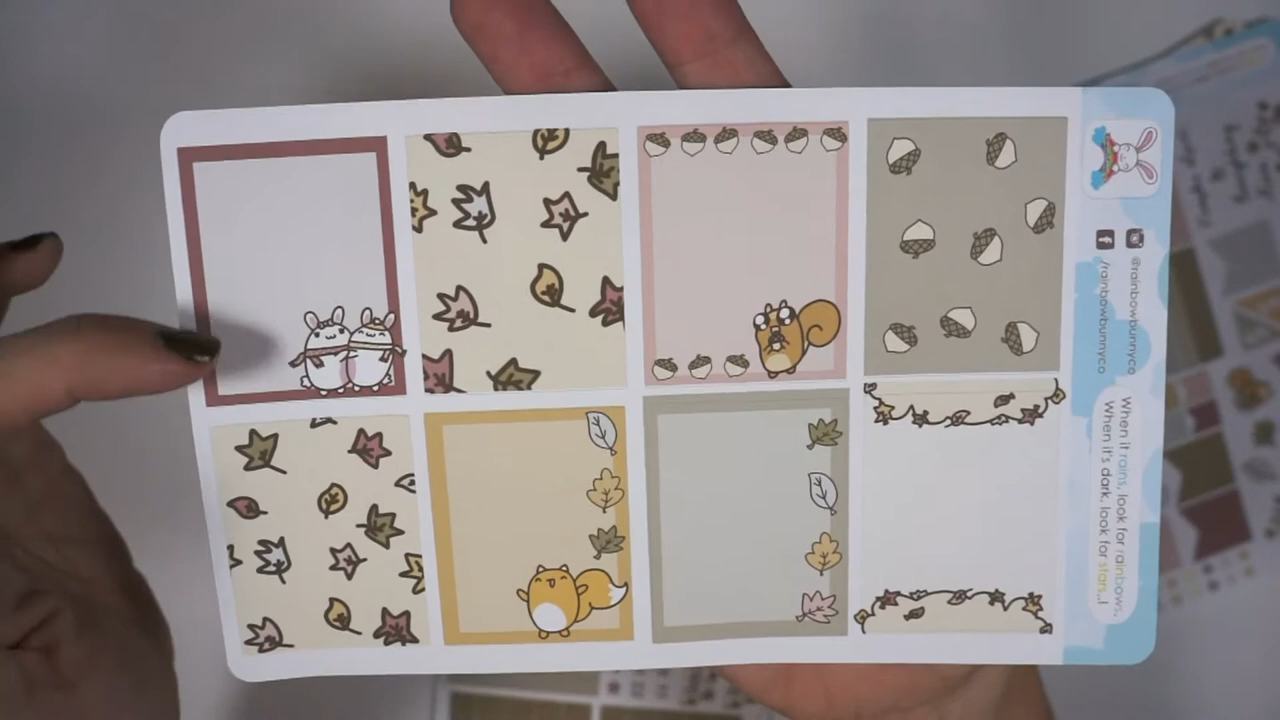 @rainbowbunnyco
/rainbowbunnyco
When it rains, look for rainbows,
When it's dark, look for stars..!